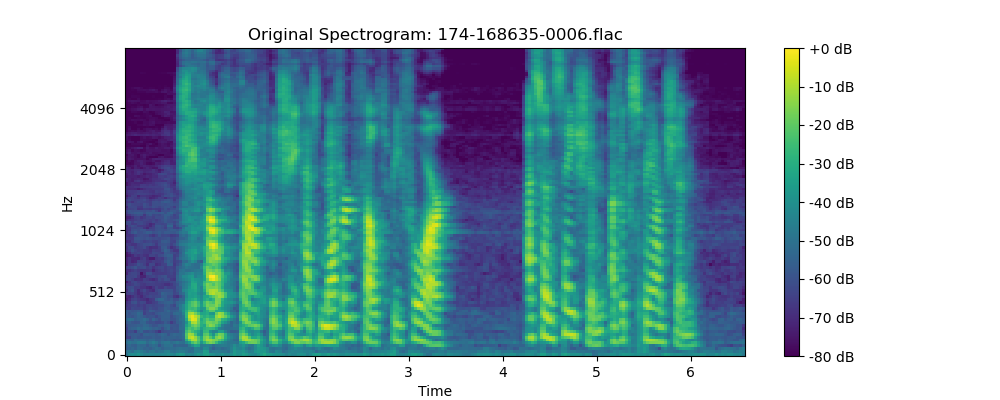 Original Spectrogram: 174-168635-0006.flac
Hz
4096
2048
1024
512
0
0 1 2 3 4 5 6
Time
+0 dB
-10 dB
-20 dB
-30 dB
-40 dB
-50 dB
-60 dB
-70 dB
-80 dB